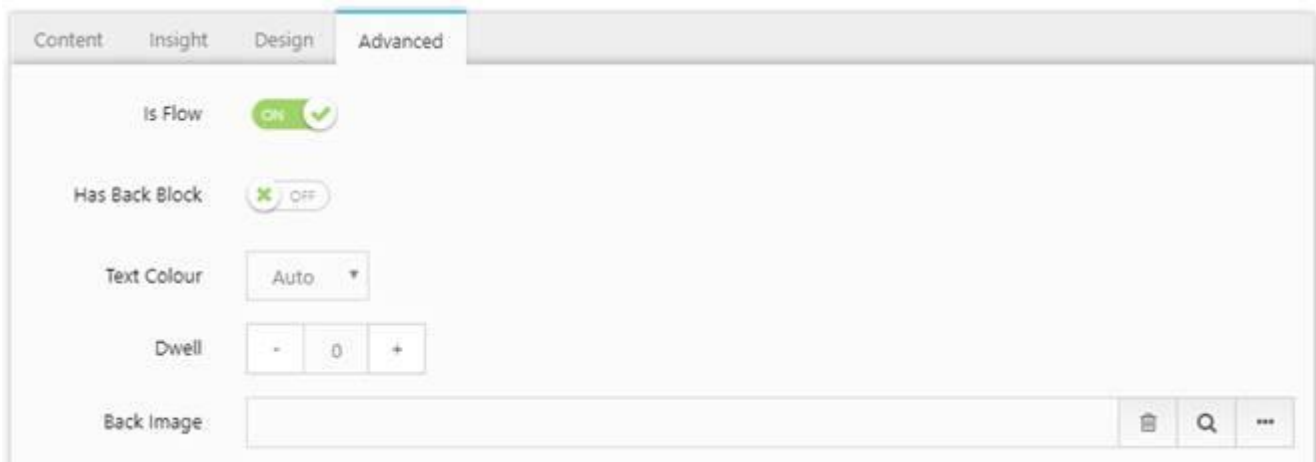 Content Insight Design Advanced
Is Flow ON
Has Back Block OFF
Text Colour Auto
Dwell - 0 +
Back Image